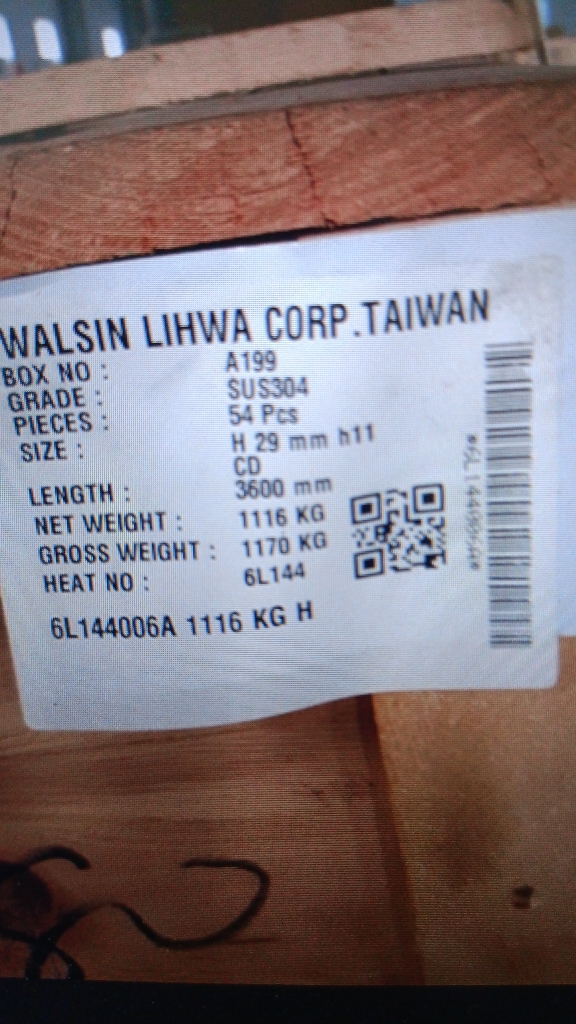 WALSIN LIHWA CORP.TAIWAN
BOX NO : A199
GRADE : SUS304
PIECES : 54 Pcs
SIZE : H 29 mm h11
CD
LENGTH : 3600 mm
NET WEIGHT : 1116 KG
GROSS WEIGHT : 1170 KG
HEAT NO : 6L144
6L144006A 1116 KG H